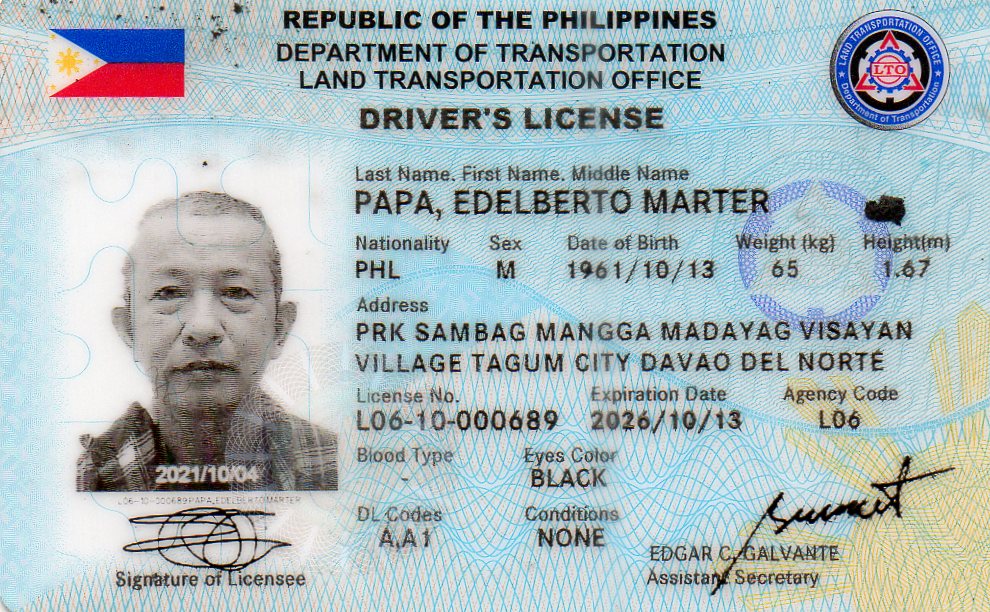 REPUBLIC OF THE PHILIPPINES
DEPARTMENT OF TRANSPORTATION
LAND TRANSPORTATION OFFICE
DRIVER'S LICENSE
LAND TRANSPORTATION OFFICE
LTO
Department of Transportation
Last Name. First Name. Middle Name
PAPA, EDELBERTO MARTER
Nationality Sex Date of Birth Weight (kg) Height(m)
PHL M 1961/10/13 65 1.67
Address
PRK SAMBAG MANGGA MADAYAG VISAYAN
VILLAGE TAGUM CITY DAVAO DEL NORTE
License No. Expiration Date Agency Code
L06-10-000689 2026/10/13 L06
Blood Type Eyes Color
- BLACK
DL Codes Conditions
A,A1 NONE
2021/10/04
L06-10-000689 PAPA, EDELBERTO MARTER
Signature of Licensee
EDGAR C. GALVANTE
Assistant Secretary